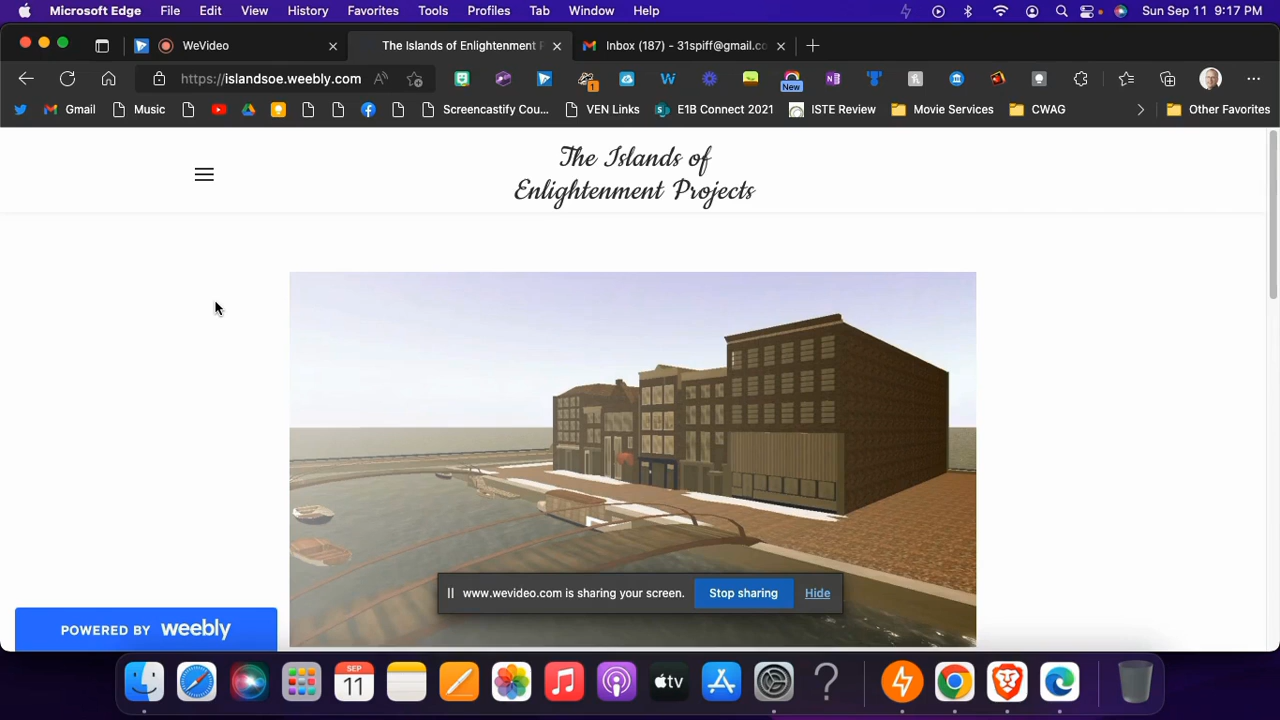 Microsoft Edge File Edit View History Favorites Tools Profiles Tab Window Help Sun Sep 11 9:17 PM
WeVideo The Islands of Enlightenment P Inbox (187) - 31spiff@gmail.co
https://islandsoe.weebly.com
1 New
Gmail Music Screencastify Cou... VEN Links E1B Connect 2021 ISTE Review Movie Services CWAG Other Favorites
The Islands of
Enlightenment Projects
www.wevideo.com is sharing your screen. Stop sharing Hide
POWERED BY weebly
SEP
11
tv